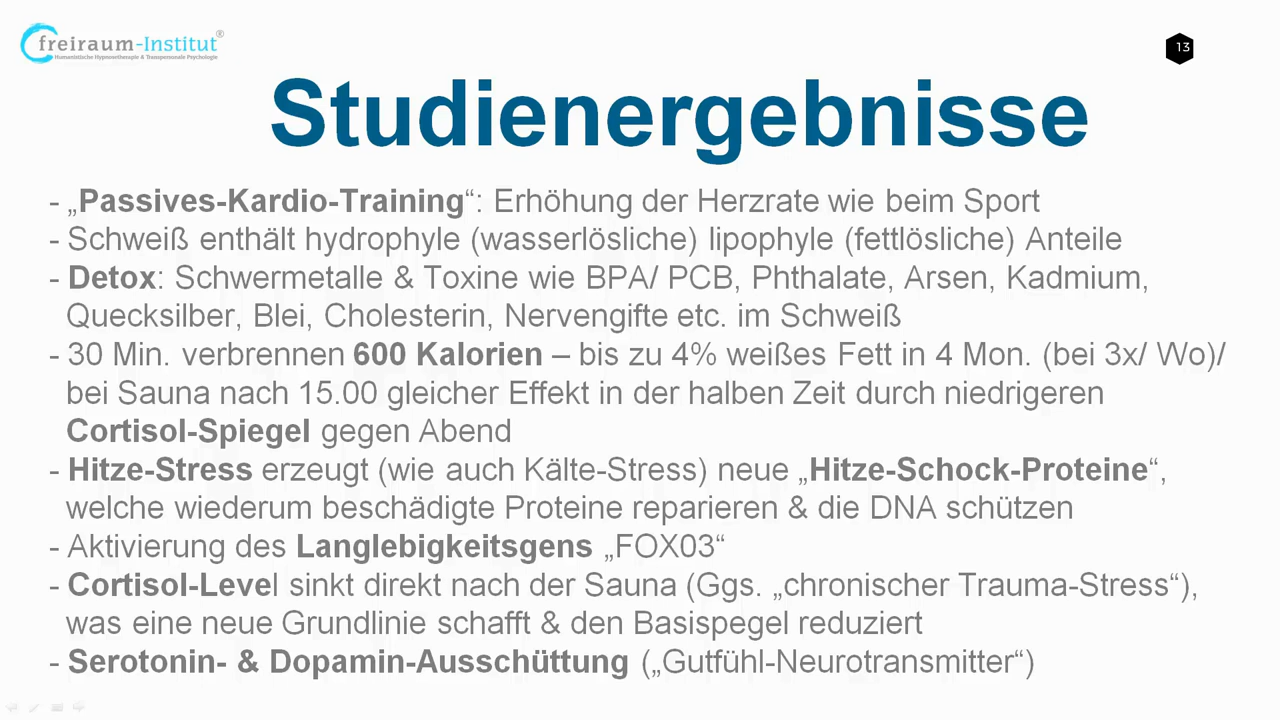 freiraum-Institut®
Humanistische Hypnosetherapie & Transpersonale Psychologie
13
Studienergebnisse
- „Passives-Kardio-Training“: Erhöhung der Herzrate wie beim Sport
- Schweiß enthält hydrophyle (wasserlösliche) lipophyle (fettlösliche) Anteile
- Detox: Schwermetalle & Toxine wie BPA/ PCB, Phthalate, Arsen, Kadmium,
Quecksilber, Blei, Cholesterin, Nervengifte etc. im Schweiß
- 30 Min. verbrennen 600 Kalorien – bis zu 4% weißes Fett in 4 Mon. (bei 3x/ Wo)/
bei Sauna nach 15.00 gleicher Effekt in der halben Zeit durch niedrigeren
Cortisol-Spiegel gegen Abend
- Hitze-Stress erzeugt (wie auch Kälte-Stress) neue „Hitze-Schock-Proteine“,
welche wiederum beschädigte Proteine reparieren & die DNA schützen
- Aktivierung des Langlebigkeitsgens „FOX03“
- Cortisol-Level sinkt direkt nach der Sauna (Ggs. „chronischer Trauma-Stress“),
was eine neue Grundlinie schafft & den Basispegel reduziert
- Serotonin- & Dopamin-Ausschüttung („Gutfühl-Neurotransmitter“)